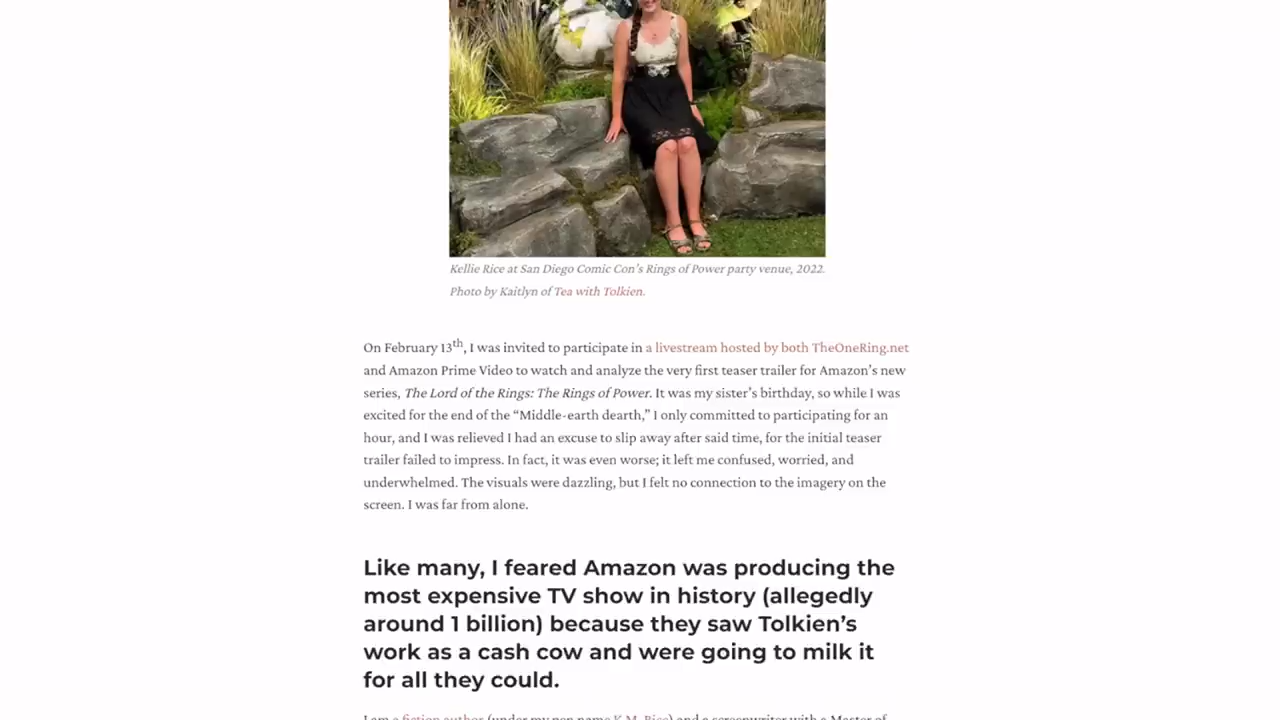 Kellie Rice at San Diego Comic Con's Rings of Power party venue, 2022.
Photo by Kaitlyn of Tea with Tolkien.
On February 13th, I was invited to participate in a livestream hosted by both TheOneRing.net
and Amazon Prime Video to watch and analyze the very first teaser trailer for Amazon's new
series, The Lord of the Rings: The Rings of Power. It was my sister's birthday, so while I was
excited for the end of the “Middle-earth dearth,” I only committed to participating for an
hour, and I was relieved I had an excuse to slip away after said time, for the initial teaser
trailer failed to impress. In fact, it was even worse; it left me confused, worried, and
underwhelmed. The visuals were dazzling, but I felt no connection to the imagery on the
screen. I was far from alone.
Like many, I feared Amazon was producing the
most expensive TV show in history (allegedly
around 1 billion) because they saw Tolkien's
work as a cash cow and were going to milk it
for all they could.
I am a fiction author (under my pen name K.M. Rice) and a screenwriter with a Master of